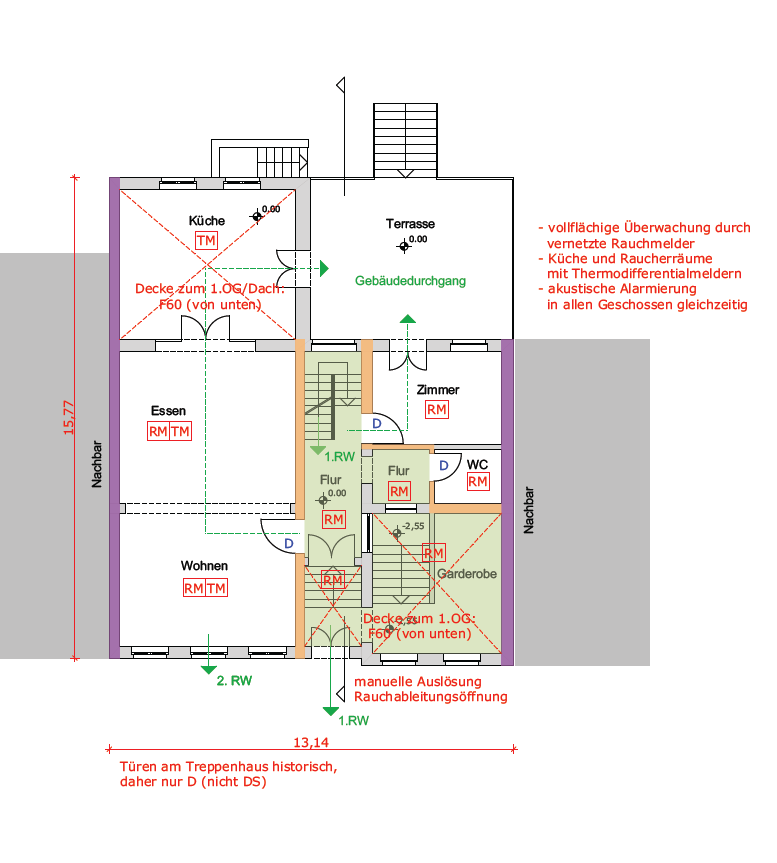 0.00
Küche
TM
Terrasse
0.00
- vollflächige Überwachung durch
vernetzte Rauchmelder
- Küche und Raucherräume
mit Thermodifferentialmeldern
- akustische Alarmierung
in allen Geschossen gleichzeitig
Gebäudedurchgang
Decke zum 1.OG/Dach:
F60 (von unten)
15,77
Nachbar
Essen
RM TM
Zimmer
RM
D
1.RW
Flur
0.00
RM
Flur
RM
D
WC
RM
Nachbar
-2,55
RM
Garderobe
D
Wohnen
RM TM
RM
Decke zum 1.OG:
F60 (von unten)
2. RW
manuelle Auslösung
Rauchableitungsöffnung
1.RW
13,14
Türen am Treppenhaus historisch,
daher nur D (nicht DS)